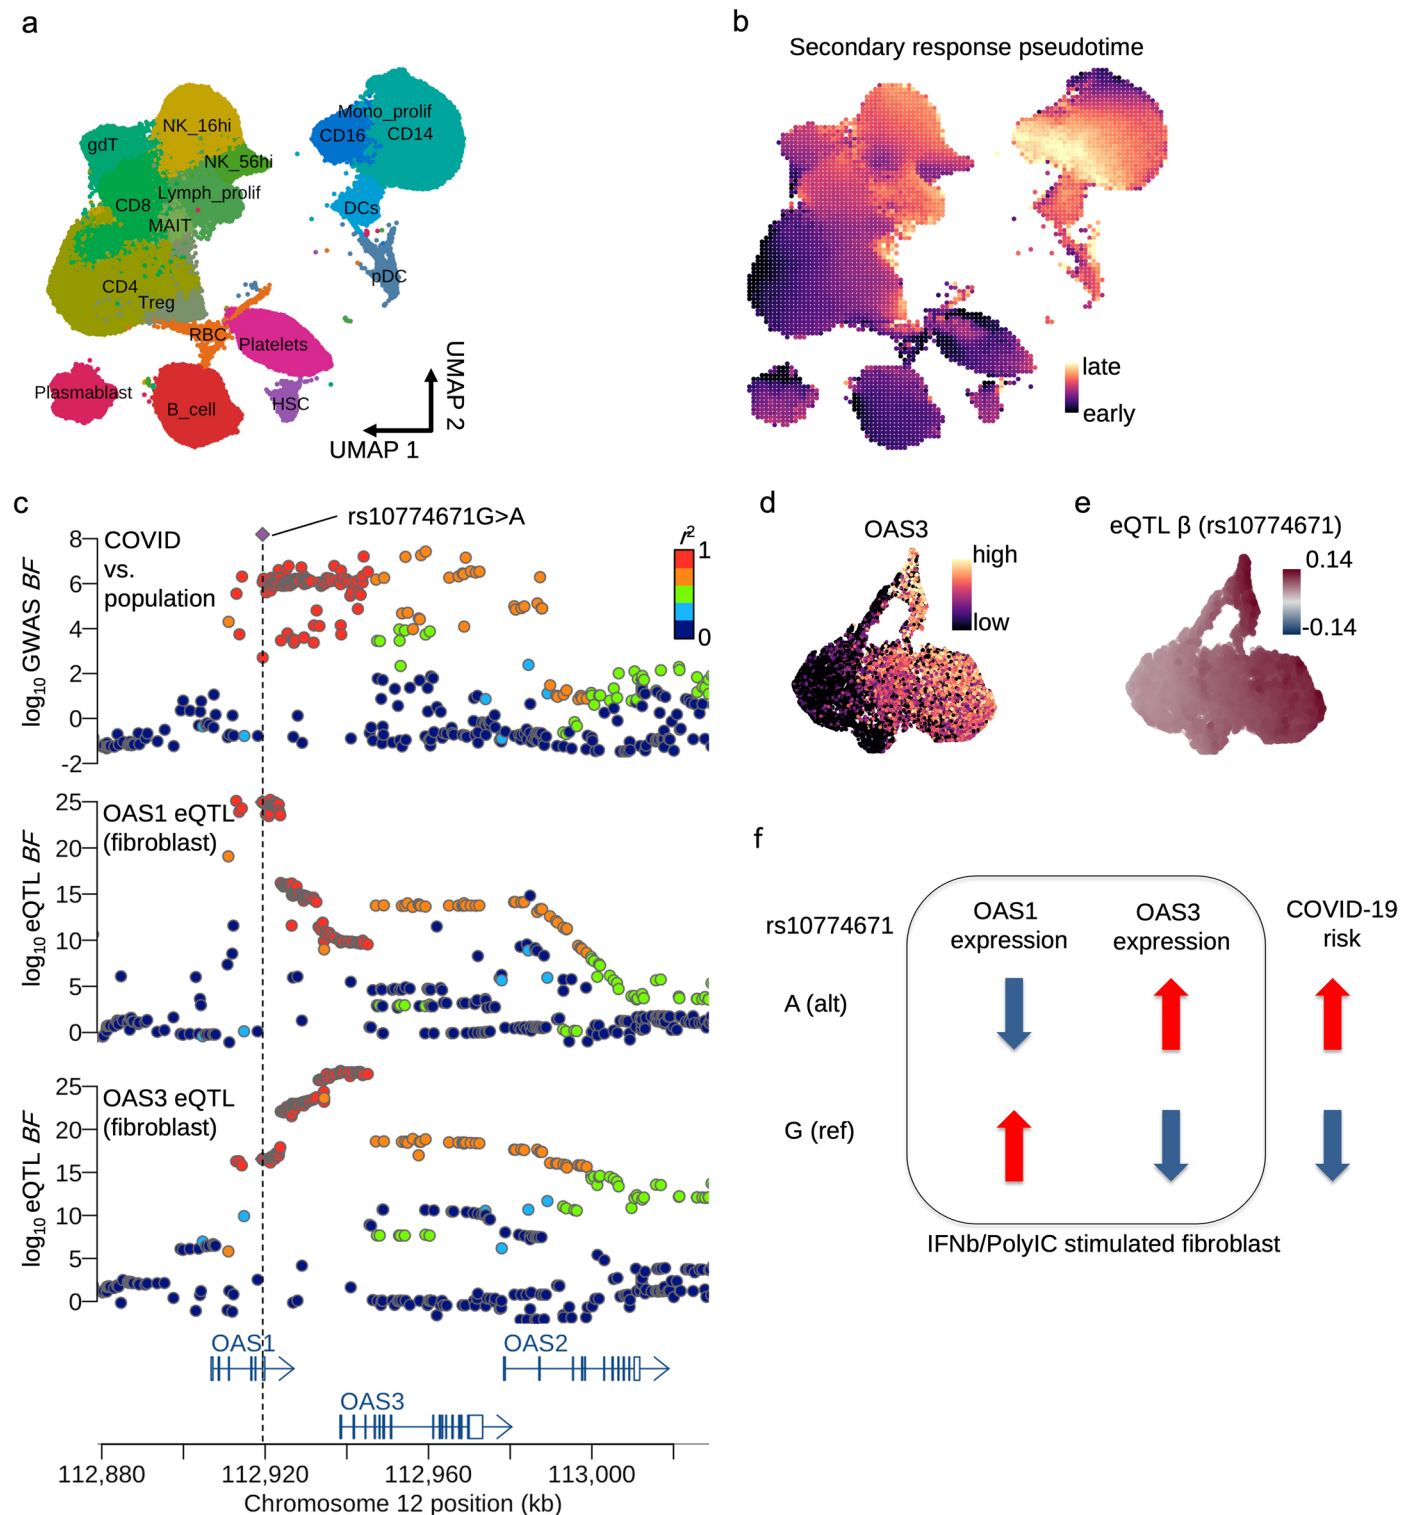 a
NK_16hi
gdT
NK_56hi
Lymph_prolif
CD8
MAIT
CD4
Treg
RBC
Platelets
Plasmablast
B_cell
HSC
Mono_prolif
CD16
CD14
DCs
pDC
UMAP 1
UMAP 2
b
Secondary response pseudotime
late
early
c
rs10774671G>A
COVID
vs.
population
r²
1
0
log10 GWAS BF
8
6
4
2
0
-2
OAS1 eQTL
(fibroblast)
log10 eQTL BF
25
20
15
10
5
0
OAS3 eQTL
(fibroblast)
log10 eQTL BF
25
20
15
10
5
0
OAS1
OAS2
OAS3
112,880
112,920
112,960
113,000
Chromosome 12 position (kb)
d
OAS3
high
low
e
eQTL β (rs10774671)
0.14
-0.14
f
rs10774671
OAS1
expression
OAS3
expression
COVID-19
risk
A (alt)
G (ref)
IFNb/PolyIC stimulated fibroblast